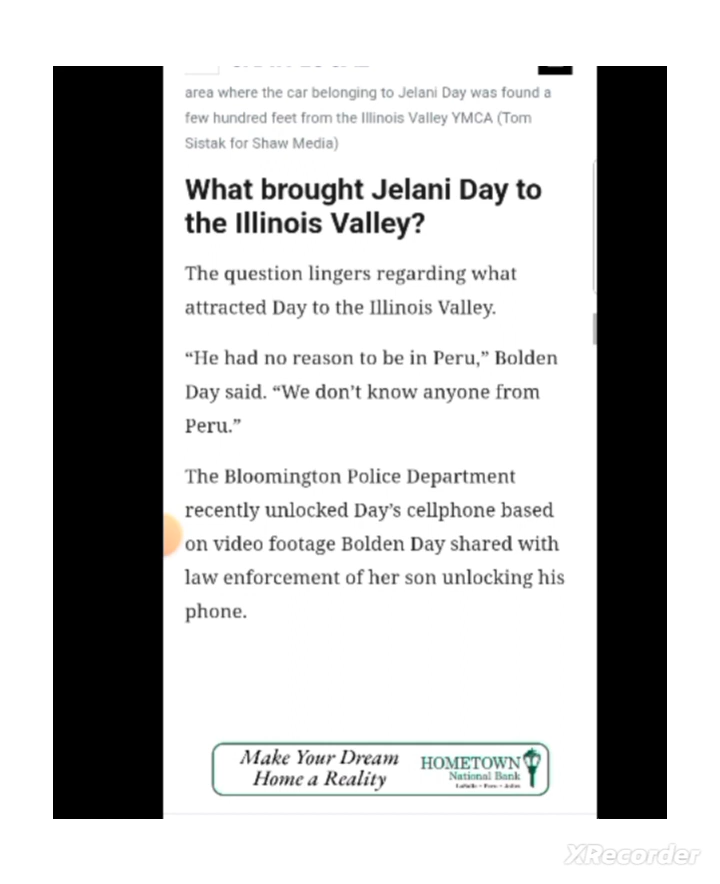 area where the car belonging to Jelani Day was found a
few hundred feet from the Illinois Valley YMCA (Tom
Sistak for Shaw Media)
What brought Jelani Day to
the Illinois Valley?
The question lingers regarding what
attracted Day to the Illinois Valley.
“He had no reason to be in Peru,” Bolden
Day said. “We don’t know anyone from
Peru.”
The Bloomington Police Department
recently unlocked Day’s cellphone based
on video footage Bolden Day shared with
law enforcement of her son unlocking his
phone.
Make Your Dream
Home a Reality
HOMETOWN
National Bank
XRecorder